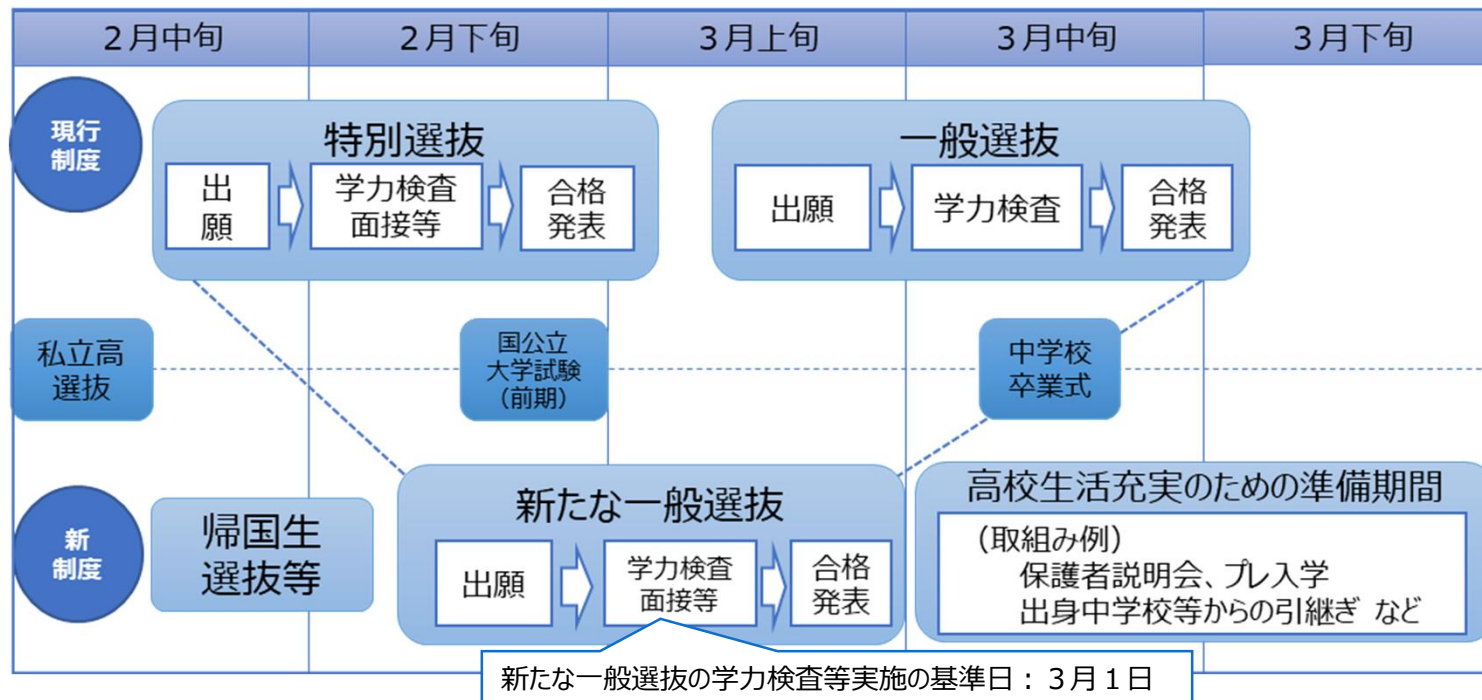 2月中旬
2月下旬
3月上旬
3月中旬
3月下旬
現行
制度
特別選抜
出
願
学力検査
面接等
合格
発表
一般選抜
出願
学力検査
合格
発表
私立高
選抜
国公立
大学試験
(前期)
中学校
卒業式
新
制度
帰国生
選抜等
新たな一般選抜
出願
学力検査
面接等
合格
発表
高校生活充実のための準備期間
(取組み例)
保護者説明会、プレ入学
出身中学校等からの引継ぎ など
新たな一般選抜の学力検査等実施の基準日：3月1日